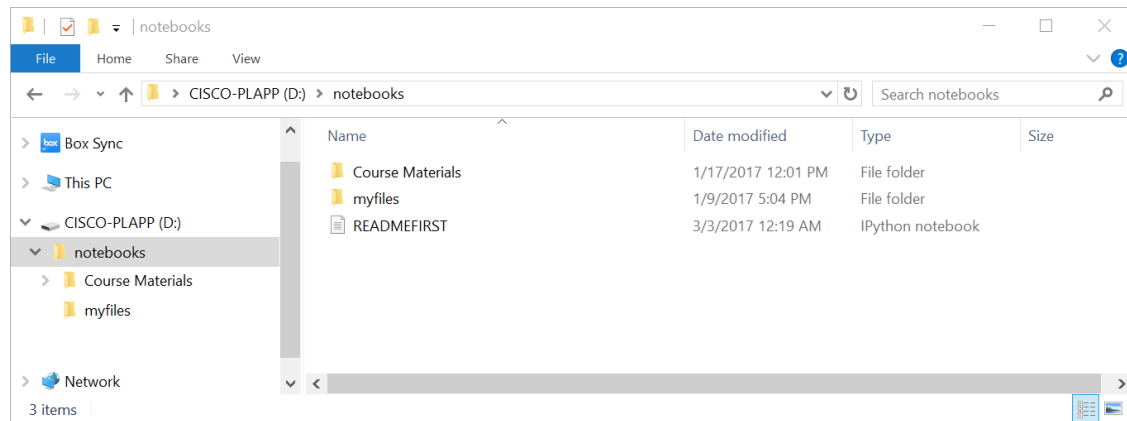 notebooks
File Home Share View
CISCO-PLAPP (D:) notebooks Search notebooks
box Box Sync
This PC
CISCO-PLAPP (D:)
notebooks
Course Materials
myfiles
Network
Name Date modified Type Size
Course Materials 1/17/2017 12:01 PM File folder
myfiles 1/9/2017 5:04 PM File folder
READMEFIRST 3/3/2017 12:19 AM IPython notebook
3 items